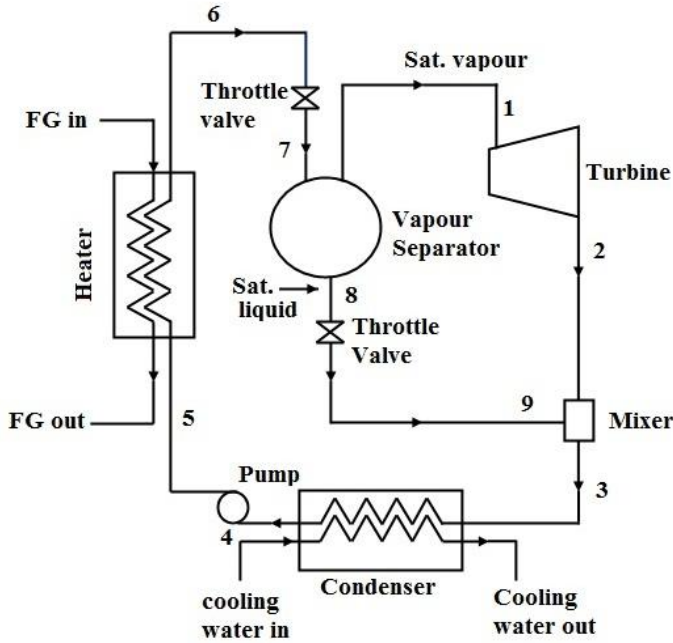 6
Sat. vapour
1
Throttle
valve
FG in
7
Turbine
Vapour
Separator
Heater
2
Sat.
liquid
8
Throttle
Valve
9
Mixer
FG out
5
3
Pump
4
Condenser
cooling
water in
Cooling
water out